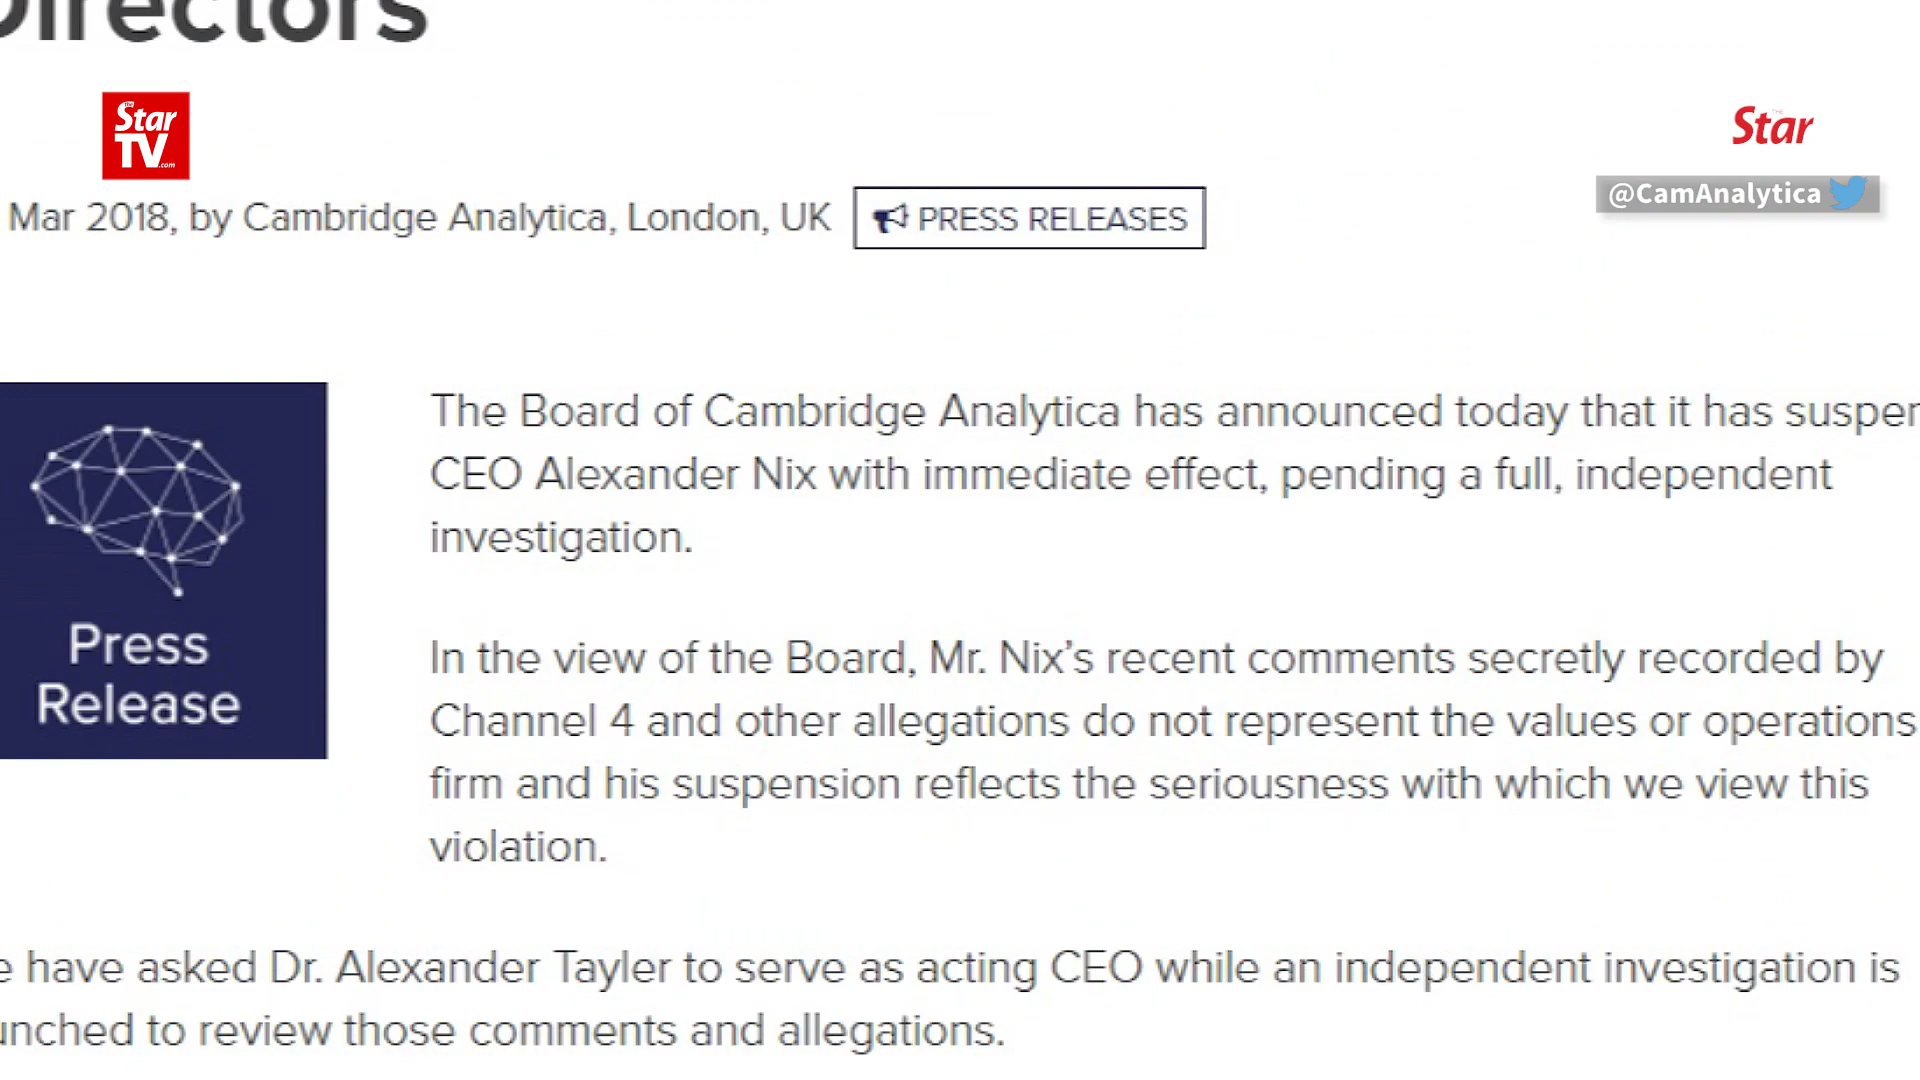 Directors
The
Star
TV.com
Star
@CamAnalytica
Mar 2018, by Cambridge Analytica, London, UK
PRESS RELEASES
The Board of Cambridge Analytica has announced today that it has suspen
CEO Alexander Nix with immediate effect, pending a full, independent
investigation.
In the view of the Board, Mr. Nix’s recent comments secretly recorded by
Channel 4 and other allegations do not represent the values or operations
firm and his suspension reflects the seriousness with which we view this
violation.
Press
Release
e have asked Dr. Alexander Tayler to serve as acting CEO while an independent investigation is
unched to review those comments and allegations.